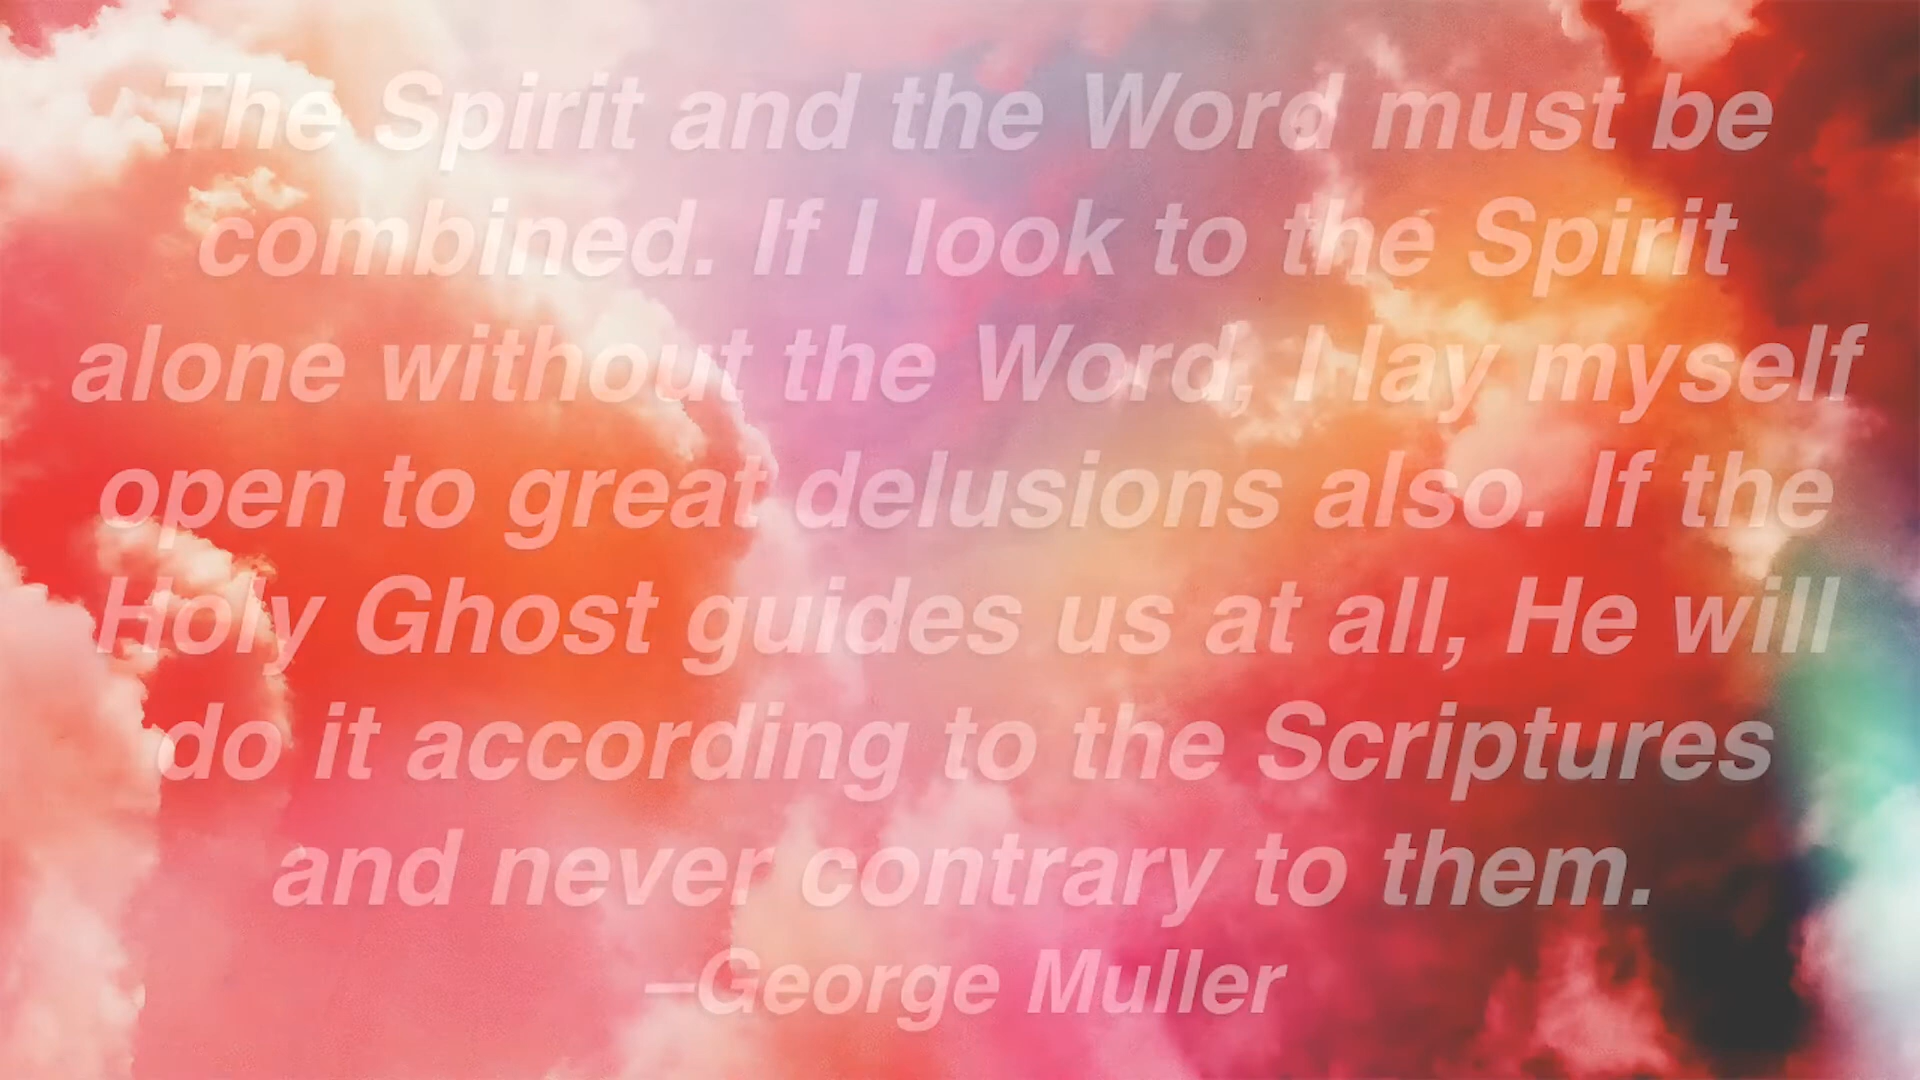 The Spirit and the Word must be
combined. If I look to the Spirit
alone without the Word, I lay myself
open to great delusions also. If the
Holy Ghost guides us at all, He will
do it according to the Scriptures
and never contrary to them.
–George Muller